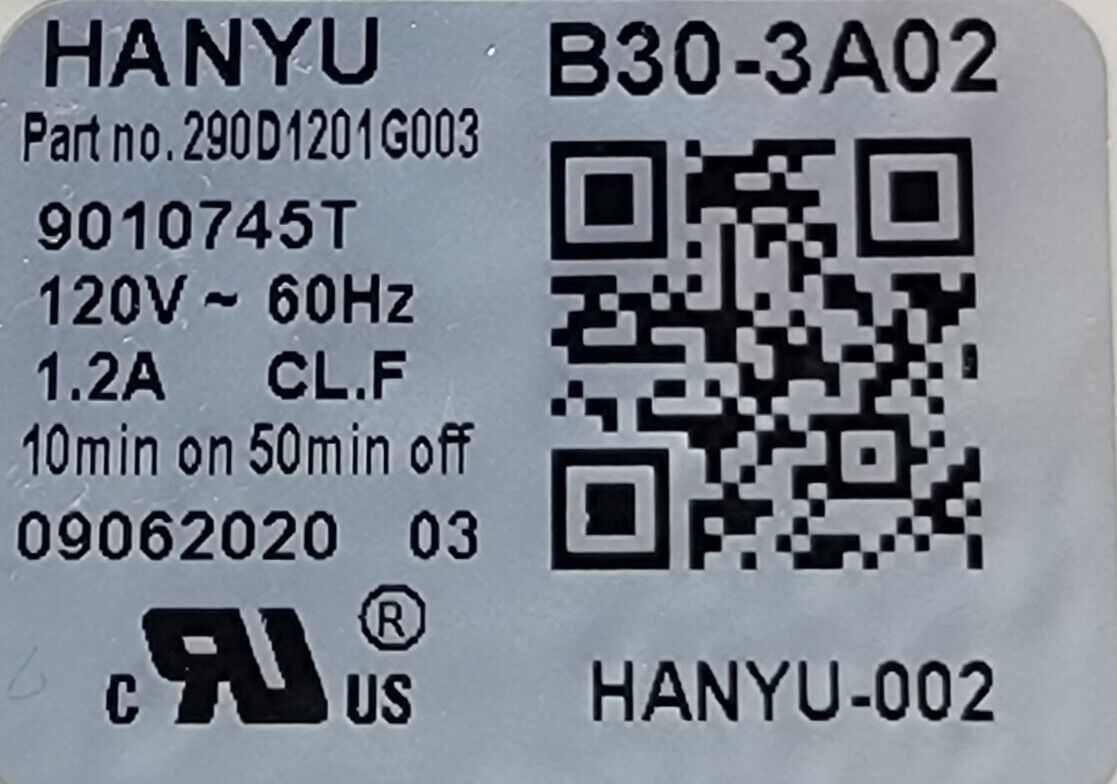 HANYU
B30-3A02
Part no.290D1201G003
9010745T
120V ~ 60Hz
1.2A CL.F
10min on 50min off
09062020 03
C RU US ®
HANYU-002